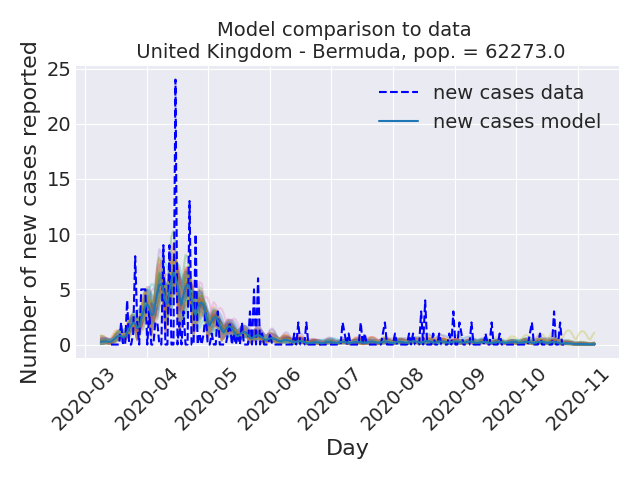 Model comparison to data
United Kingdom - Bermuda, pop. = 62273.0
Number of new cases reported
25
20
15
10
5
0
new cases data
new cases model
2020-03
2020-04
2020-05
2020-06
2020-07
2020-08
2020-09
2020-10
2020-11
Day